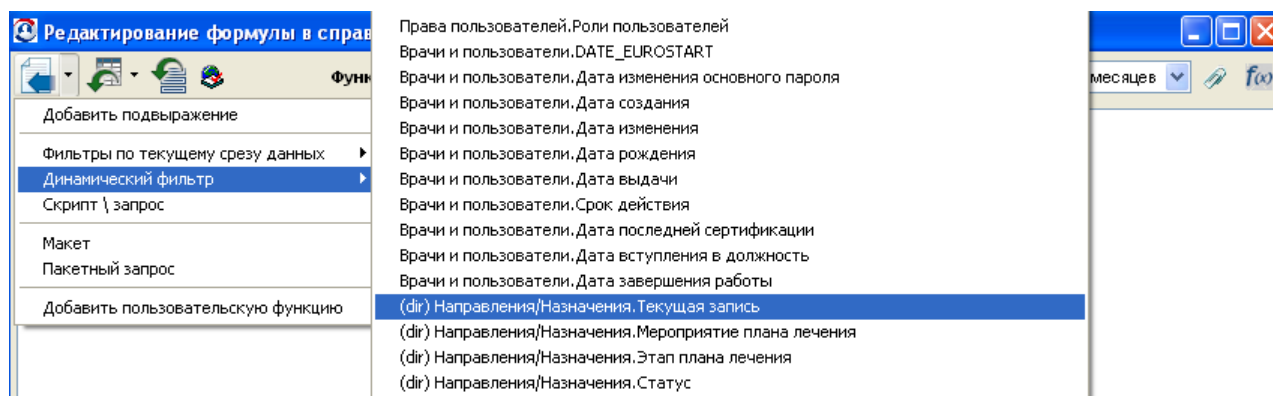 Редактирование формулы в справ
Функ
месяцев
f(x)
Добавить подвыражение
Фильтры по текущему срезу данных
Динамический фильтр
Скрипт \ запрос
Макет
Пакетный запрос
Добавить пользовательскую функцию
Права пользователей.Роли пользователей
Врачи и пользователи.DATE_EUROSTART
Врачи и пользователи.Дата изменения основного пароля
Врачи и пользователи.Дата создания
Врачи и пользователи.Дата изменения
Врачи и пользователи.Дата рождения
Врачи и пользователи.Дата выдачи
Врачи и пользователи.Срок действия
Врачи и пользователи.Дата последней сертификации
Врачи и пользователи.Дата вступления в должность
Врачи и пользователи.Дата завершения работы
(dir) Направления/Назначения.Текущая запись
(dir) Направления/Назначения.Мероприятие плана лечения
(dir) Направления/Назначения.Этап плана лечения
(dir) Направления/Назначения.Статус